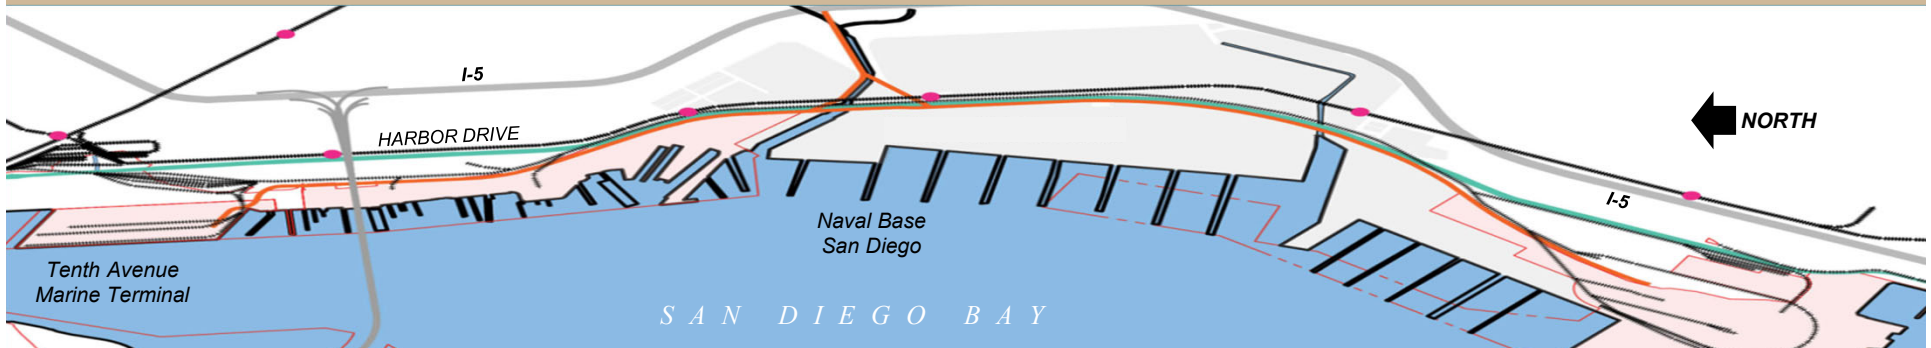 I-5
HARBOR DRIVE
NORTH
I-5
Naval Base
San Diego
Tenth Avenue
Marine Terminal
SAN DIEGO BAY